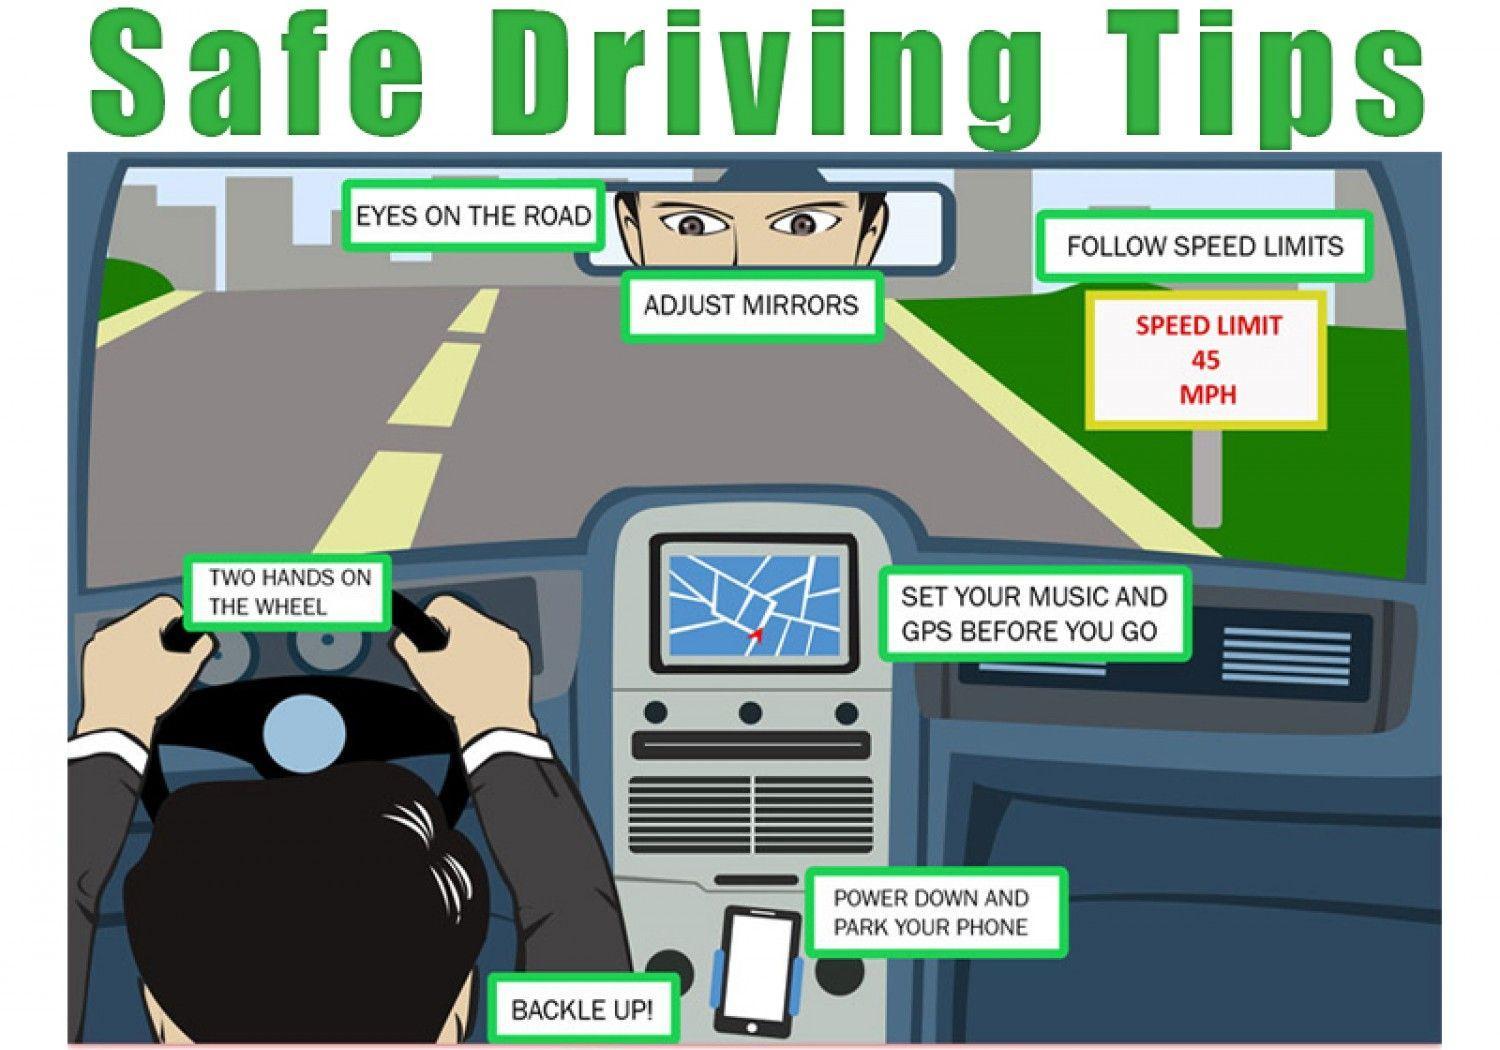 Safe Driving Tips
EYES ON THE ROAD
ADJUST MIRRORS
FOLLOW SPEED LIMITS
SPEED LIMIT
45
MPH
TWO HANDS ON
THE WHEEL
SET YOUR MUSIC AND
GPS BEFORE YOU GO
POWER DOWN AND
PARK YOUR PHONE
BACKLE UP!